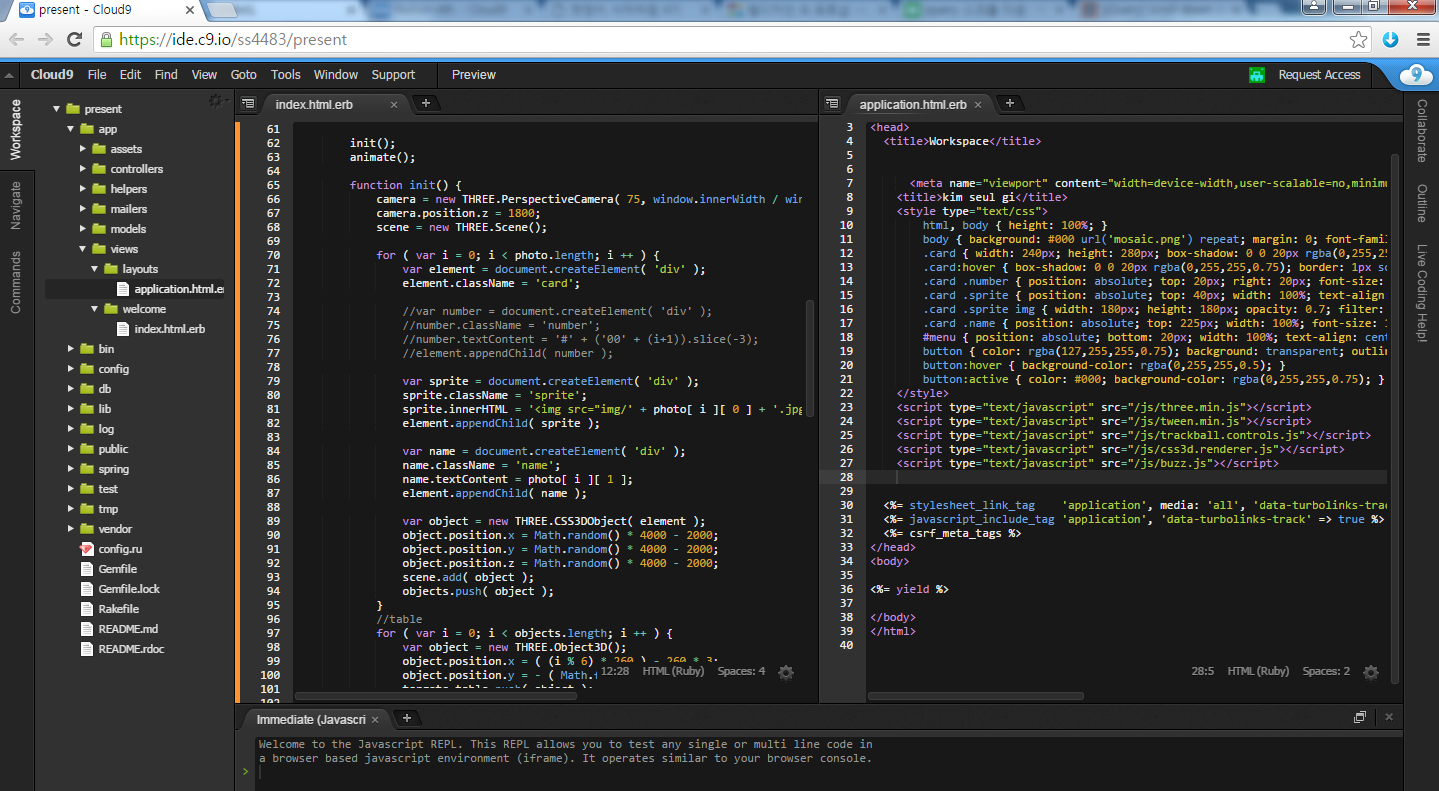 present - Cloud9
https://ide.c9.io/ss4483/present
Cloud9 File Edit Find View Goto Tools Window Support Preview Request Access
Workspace
Navigate
Commands
present
app
assets
controllers
helpers
mailers
models
views
layouts
application.html.er
welcome
index.html.erb
bin
config
db
lib
log
public
spring
test
tmp
vendor
config.ru
Gemfile
Gemfile.lock
Rakefile
README.md
README.rdoc
index.html.erb
61
62 init();
63 animate();
64
65 function init() {
66 camera = new THREE.PerspectiveCamera( 75, window.innerWidth / win
67 camera.position.z = 1800;
68 scene = new THREE.Scene();
69
70 for ( var i = 0; i < photo.length; i ++ ) {
71 var element = document.createElement( 'div' );
72 element.className = 'card';
73
74 //var number = document.createElement( 'div' );
75 //number.className = 'number';
76 //number.textContent = '#' + ('00' + (i+1)).slice(-3);
77 //element.appendChild( number );
78
79 var sprite = document.createElement( 'div' );
80 sprite.className = 'sprite';
81 sprite.innerHTML = '<img src="img/' + photo[ i ][ 0 ] + '.jpg
82 element.appendChild( sprite );
83
84 var name = document.createElement( 'div' );
85 name.className = 'name';
86 name.textContent = photo[ i ][ 1 ];
87 element.appendChild( name );
88
89 var object = new THREE.CSS3DObject( element );
90 object.position.x = Math.random() * 4000 - 2000;
91 object.position.y = Math.random() * 4000 - 2000;
92 object.position.z = Math.random() * 4000 - 2000;
93 scene.add( object );
94 objects.push( object );
95 }
96 //table
97 for ( var i = 0; i < objects.length; i ++ ) {
98 var object = new THREE.Object3D();
99 object.position.x = ( (i % 6) * 260 ) - 260 * 3;
100 object.position.y = - ( Math.f
101 targets.table.push( object );
102
12:28 HTML (Ruby) Spaces: 4
application.html.erb
3 <head>
4 <title>Workspace</title>
5
6
7 <meta name="viewport" content="width=device-width,user-scalable=no,minimu
8 <title>kim seul gi</title>
9 <style type="text/css">
10 html, body { height: 100%; }
11 body { background: #000 url('mosaic.png') repeat; margin: 0; font-famil
12 .card { width: 240px; height: 280px; box-shadow: 0 0 20px rgba(0,255,25
13 .card:hover { box-shadow: 0 0 20px rgba(0,255,255,0.75); border: 1px so
14 .card .number { position: absolute; top: 20px; right: 20px; font-size:
15 .card .sprite { position: absolute; top: 40px; width: 100%; text-align
16 .card .sprite img { width: 180px; height: 180px; opacity: 0.7; filter:
17 .card .name { position: absolute; top: 225px; width: 100%; font-size: 1
18 #menu { position: absolute; bottom: 20px; width: 100%; text-align: cent
19 button { color: rgba(127,255,255,0.75); background: transparent; outlin
20 button:hover { background-color: rgba(0,255,255,0.5); }
21 button:active { color: #000; background-color: rgba(0,255,255,0.75); }
22 </style>
23 <script type="text/javascript" src="/js/three.min.js"></script>
24 <script type="text/javascript" src="/js/tween.min.js"></script>
25 <script type="text/javascript" src="/js/trackball.controls.js"></script>
26 <script type="text/javascript" src="/js/css3d.renderer.js"></script>
27 <script type="text/javascript" src="/js/buzz.js"></script>
28
29
30 <%= stylesheet_link_tag 'application', media: 'all', 'data-turbolinks-trac
31 <%= javascript_include_tag 'application', 'data-turbolinks-track' => true %>
32 <%= csrf_meta_tags %>
33 </head>
34 <body>
35
36 <%= yield %>
37
38 </body>
39 </html>
40
28:5 HTML (Ruby) Spaces: 2
Collaborate
Outline
Live Coding Help!
Immediate (Javascri
Welcome to the Javascript REPL. This REPL allows you to test any single or multi line code in
a browser based javascript environment (iframe). It operates similar to your browser console.
>